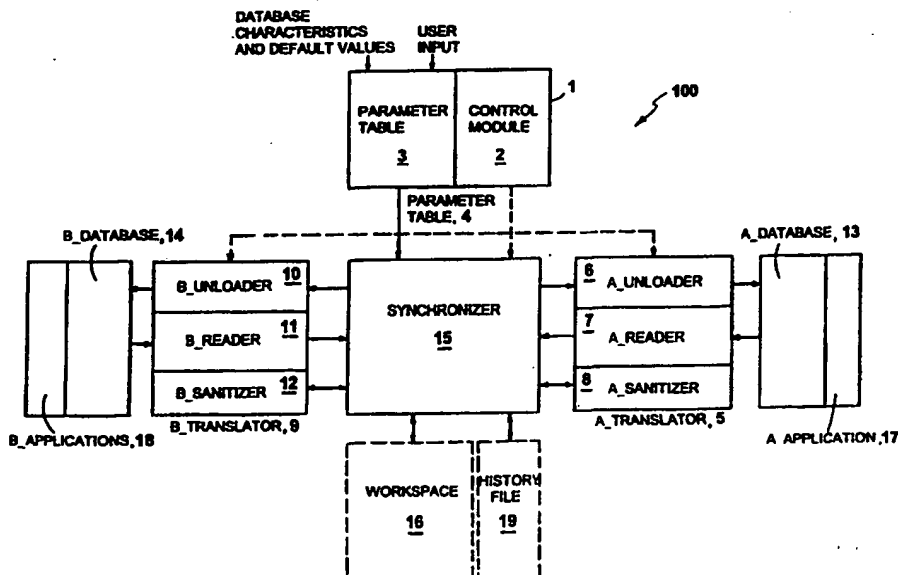 DATABASE
CHARACTERISTICS
AND DEFAULT VALUES
USER
INPUT
1
100
PARAMETER
TABLE
3
CONTROL
MODULE
2
PARAMETER
TABLE, 4
B_DATABASE, 14
A_DATABASE, 13
B_UNLOADER
10
B_READER
11
B_SANITIZER
12
SYNCHRONIZER
15
6
A_UNLOADER
7
A_READER
8
A_SANITIZER
B_APPLICATIONS, 18
B_TRANSLATOR, 9
A_TRANSLATOR, 5
A APPLICATION, 17
WORKSPACE
16
HISTORY
FILE
19